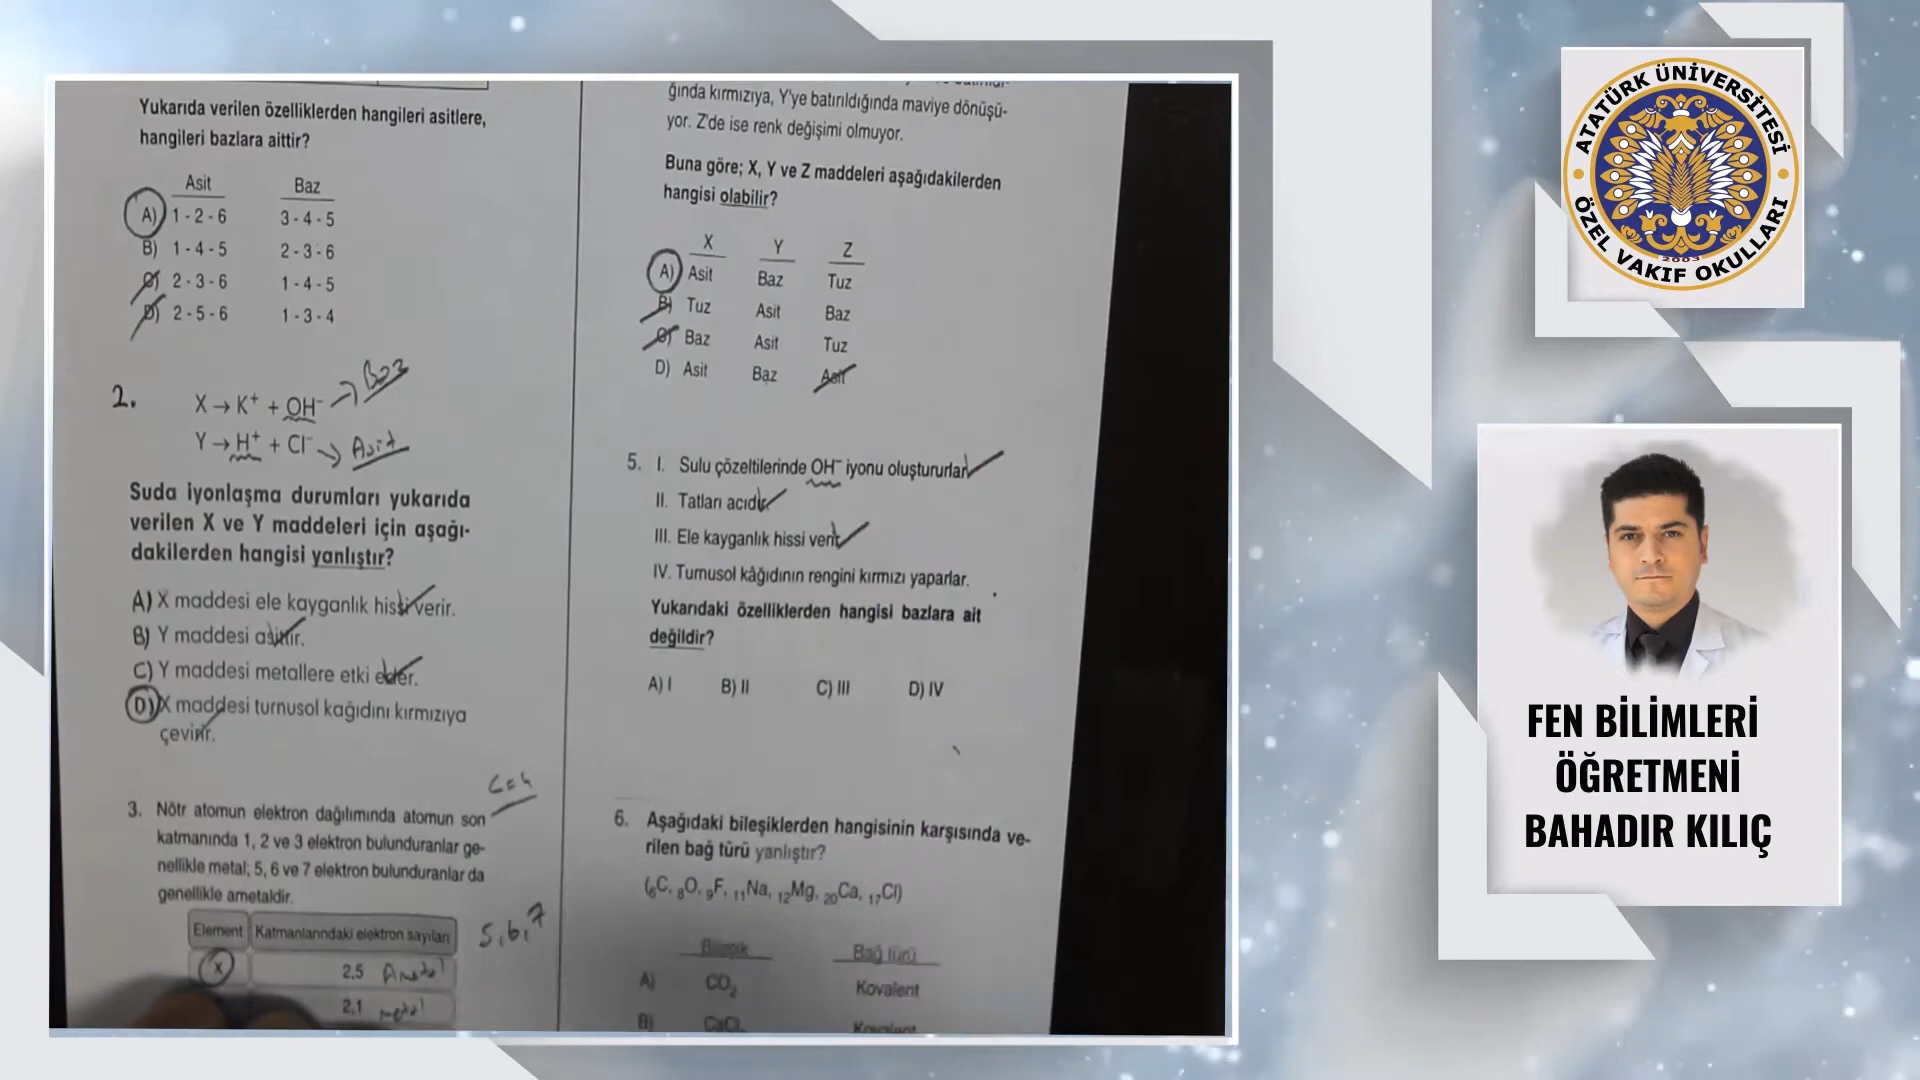 Yukarıda verilen özelliklerden hangileri asitlere,
hangileri bazlara aittir?
Asit Baz
A) 1 - 2 - 6 3 - 4 - 5
B) 1 - 4 - 5 2 - 3 - 6
C) 2 - 3 - 6 1 - 4 - 5
D) 2 - 5 - 6 1 - 3 - 4
2. X → K⁺ + OH⁻ → Baz
Y → H⁺ + Cl⁻ → Asit
Suda iyonlaşma durumları yukarıda
verilen X ve Y maddeleri için aşağı-
dakilerden hangisi yanlıştır?
A) X maddesi ele kayganlık hissi verir.
B) Y maddesi asittir.
C) Y maddesi metallere etki eder.
D) X maddesi turnusol kağıdını kırmızıya
çevirir.
3. Nötr atomun elektron dağılımında atomun son
katmanında 1, 2 ve 3 elektron bulunduranlar ge-
nellikle metal; 5, 6 ve 7 elektron bulunduranlar da
genellikle ametaldir.
5,6,7
Element Katmanlarındaki elektron sayıları
X 2,5 Ametal
2,1 metal
ğında kırmızıya, Y'ye batırıldığında maviye dönüşü-
yor. Z'de ise renk değişimi olmuyor.
Buna göre; X, Y ve Z maddeleri aşağıdakilerden
hangisi olabilir?
X Y Z
A) Asit Baz Tuz
B) Tuz Asit Baz
C) Baz Asit Tuz
D) Asit Baz Asit
5. I. Sulu çözeltilerinde OH⁻ iyonu oluştururlar.
II. Tatları acıdır.
III. Ele kayganlık hissi verir.
IV. Turnusol kâğıdının rengini kırmızı yaparlar.
Yukarıdaki özelliklerden hangisi bazlara ait
değildir?
A) I B) II C) III D) IV
6. Aşağıdaki bileşiklerden hangisinin karşısında ve-
rilen bağ türü yanlıştır?
(₆C, ₈O, ₉F, ₁₁Na, ₁₂Mg, ₂₀Ca, ₁₇Cl)
Bileşik Bağ türü
A) CO₂ Kovalent
B) CaCl₂ Kovalent
ATATÜRK ÜNİVERSİTESİ
ÖZEL VAKIF OKULLARI
2003
FEN BİLİMLERİ
ÖĞRETMENİ
BAHADIR KILIÇ